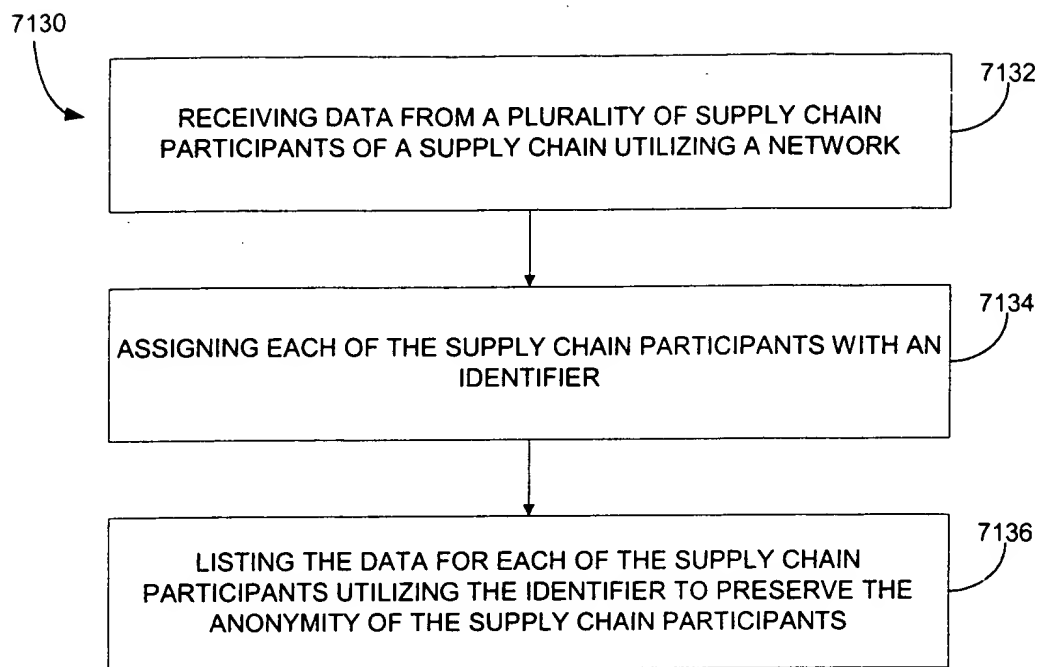 7130
7132
RECEIVING DATA FROM A PLURALITY OF SUPPLY CHAIN
PARTICIPANTS OF A SUPPLY CHAIN UTILIZING A NETWORK
7134
ASSIGNING EACH OF THE SUPPLY CHAIN PARTICIPANTS WITH AN
IDENTIFIER
7136
LISTING THE DATA FOR EACH OF THE SUPPLY CHAIN
PARTICIPANTS UTILIZING THE IDENTIFIER TO PRESERVE THE
ANONYMITY OF THE SUPPLY CHAIN PARTICIPANTS